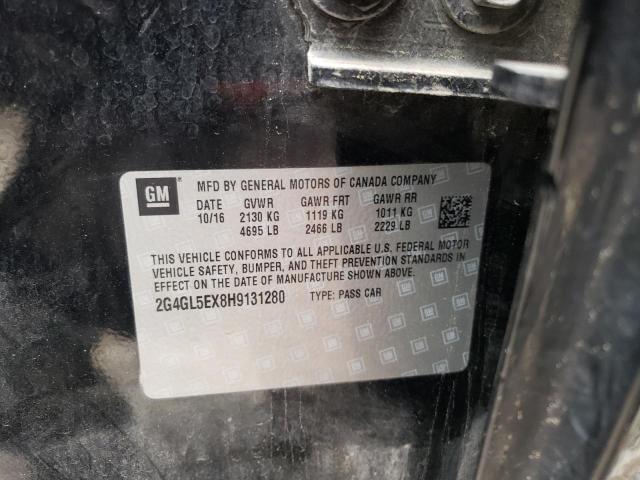 GM MFD BY GENERAL MOTORS OF CANADA COMPANY
DATE GVWR GAWR FRT GAWR RR
10/16 2130 KG 1119 KG 1011 KG
4695 LB 2466 LB 2229 LB
THIS VEHICLE CONFORMS TO ALL APPLICABLE U.S. FEDERAL MOTOR
VEHICLE SAFETY, BUMPER, AND THEFT PREVENTION STANDARDS IN
EFFECT ON THE DATE OF MANUFACTURE SHOWN ABOVE.
2G4GL5EX8H9131280 TYPE: PASS CAR